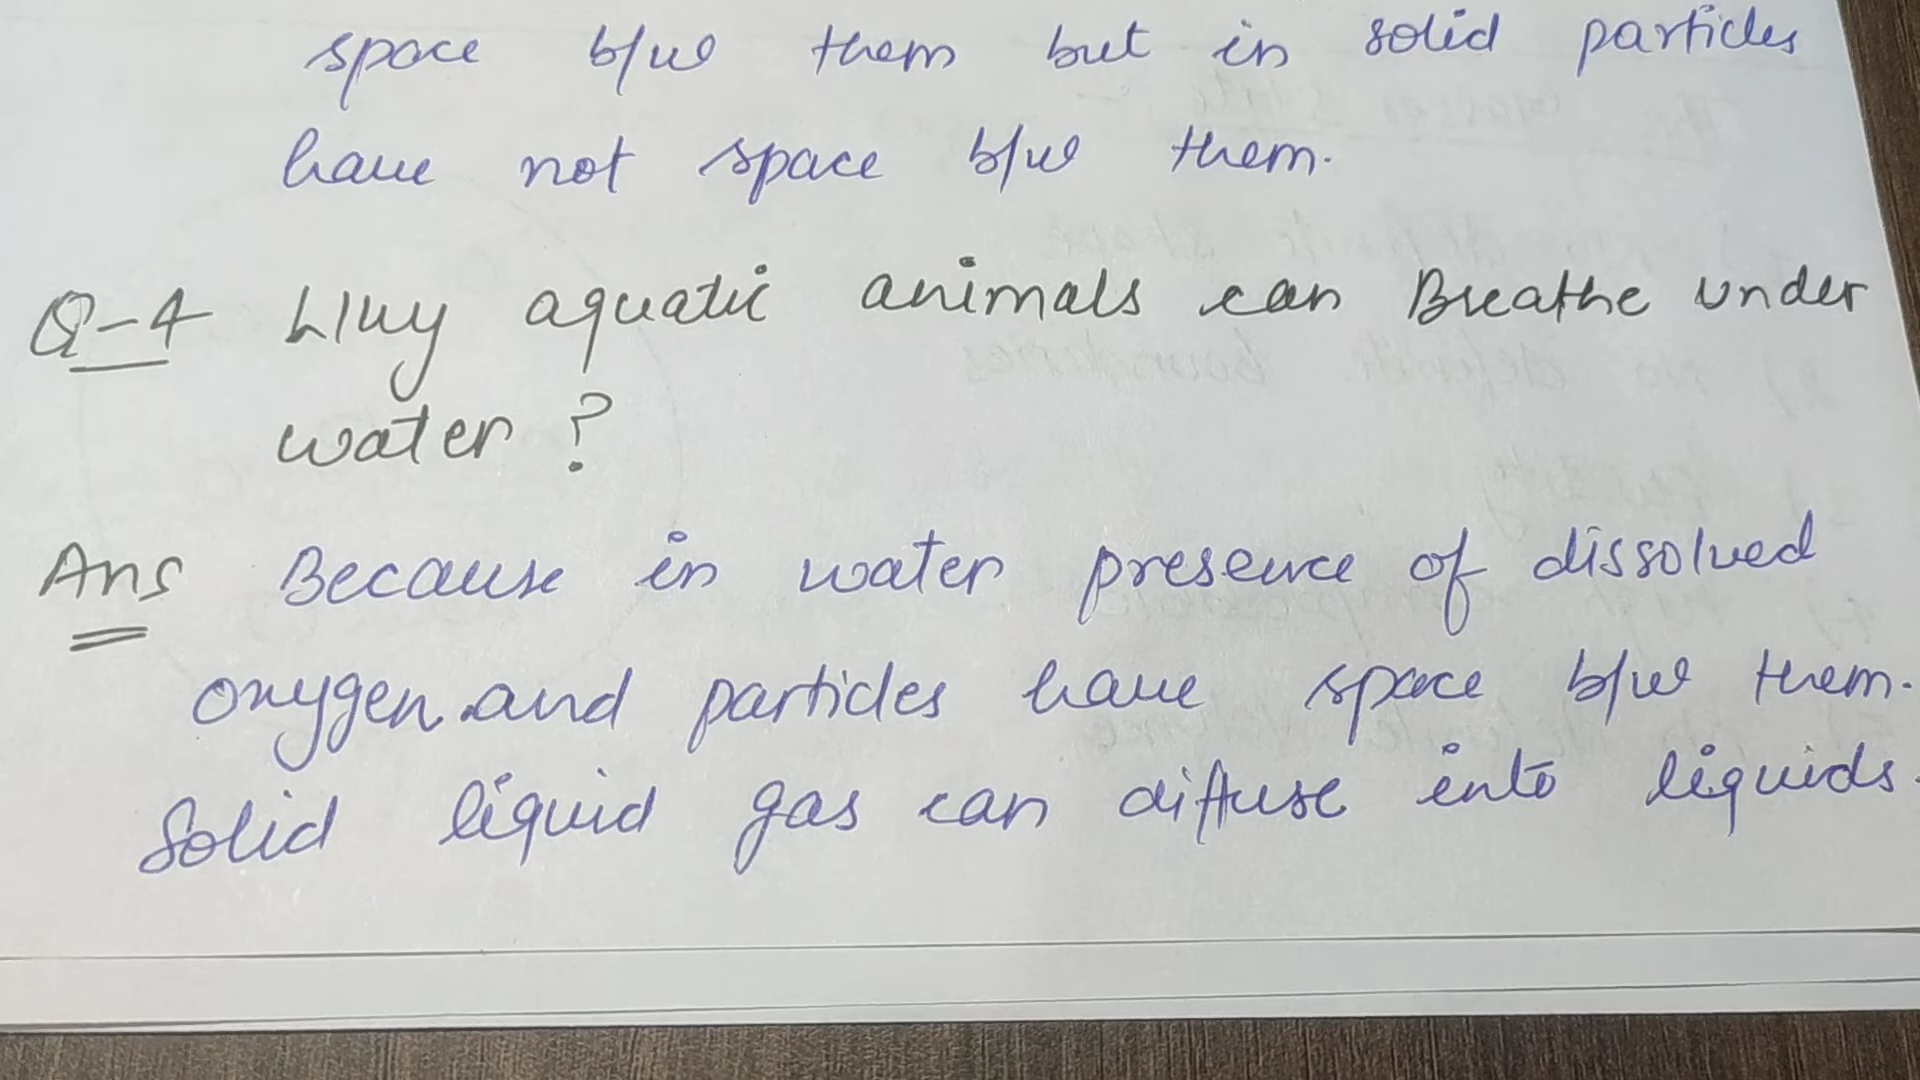 space b/w them but in solid particles
have not space b/w them.
Q-4 Why aquatic animals can Breathe under
water ?
Ans Because in water presence of dissolved
oxygen and particles have space b/w them.
Solid liquid gas can diffuse into liquids.